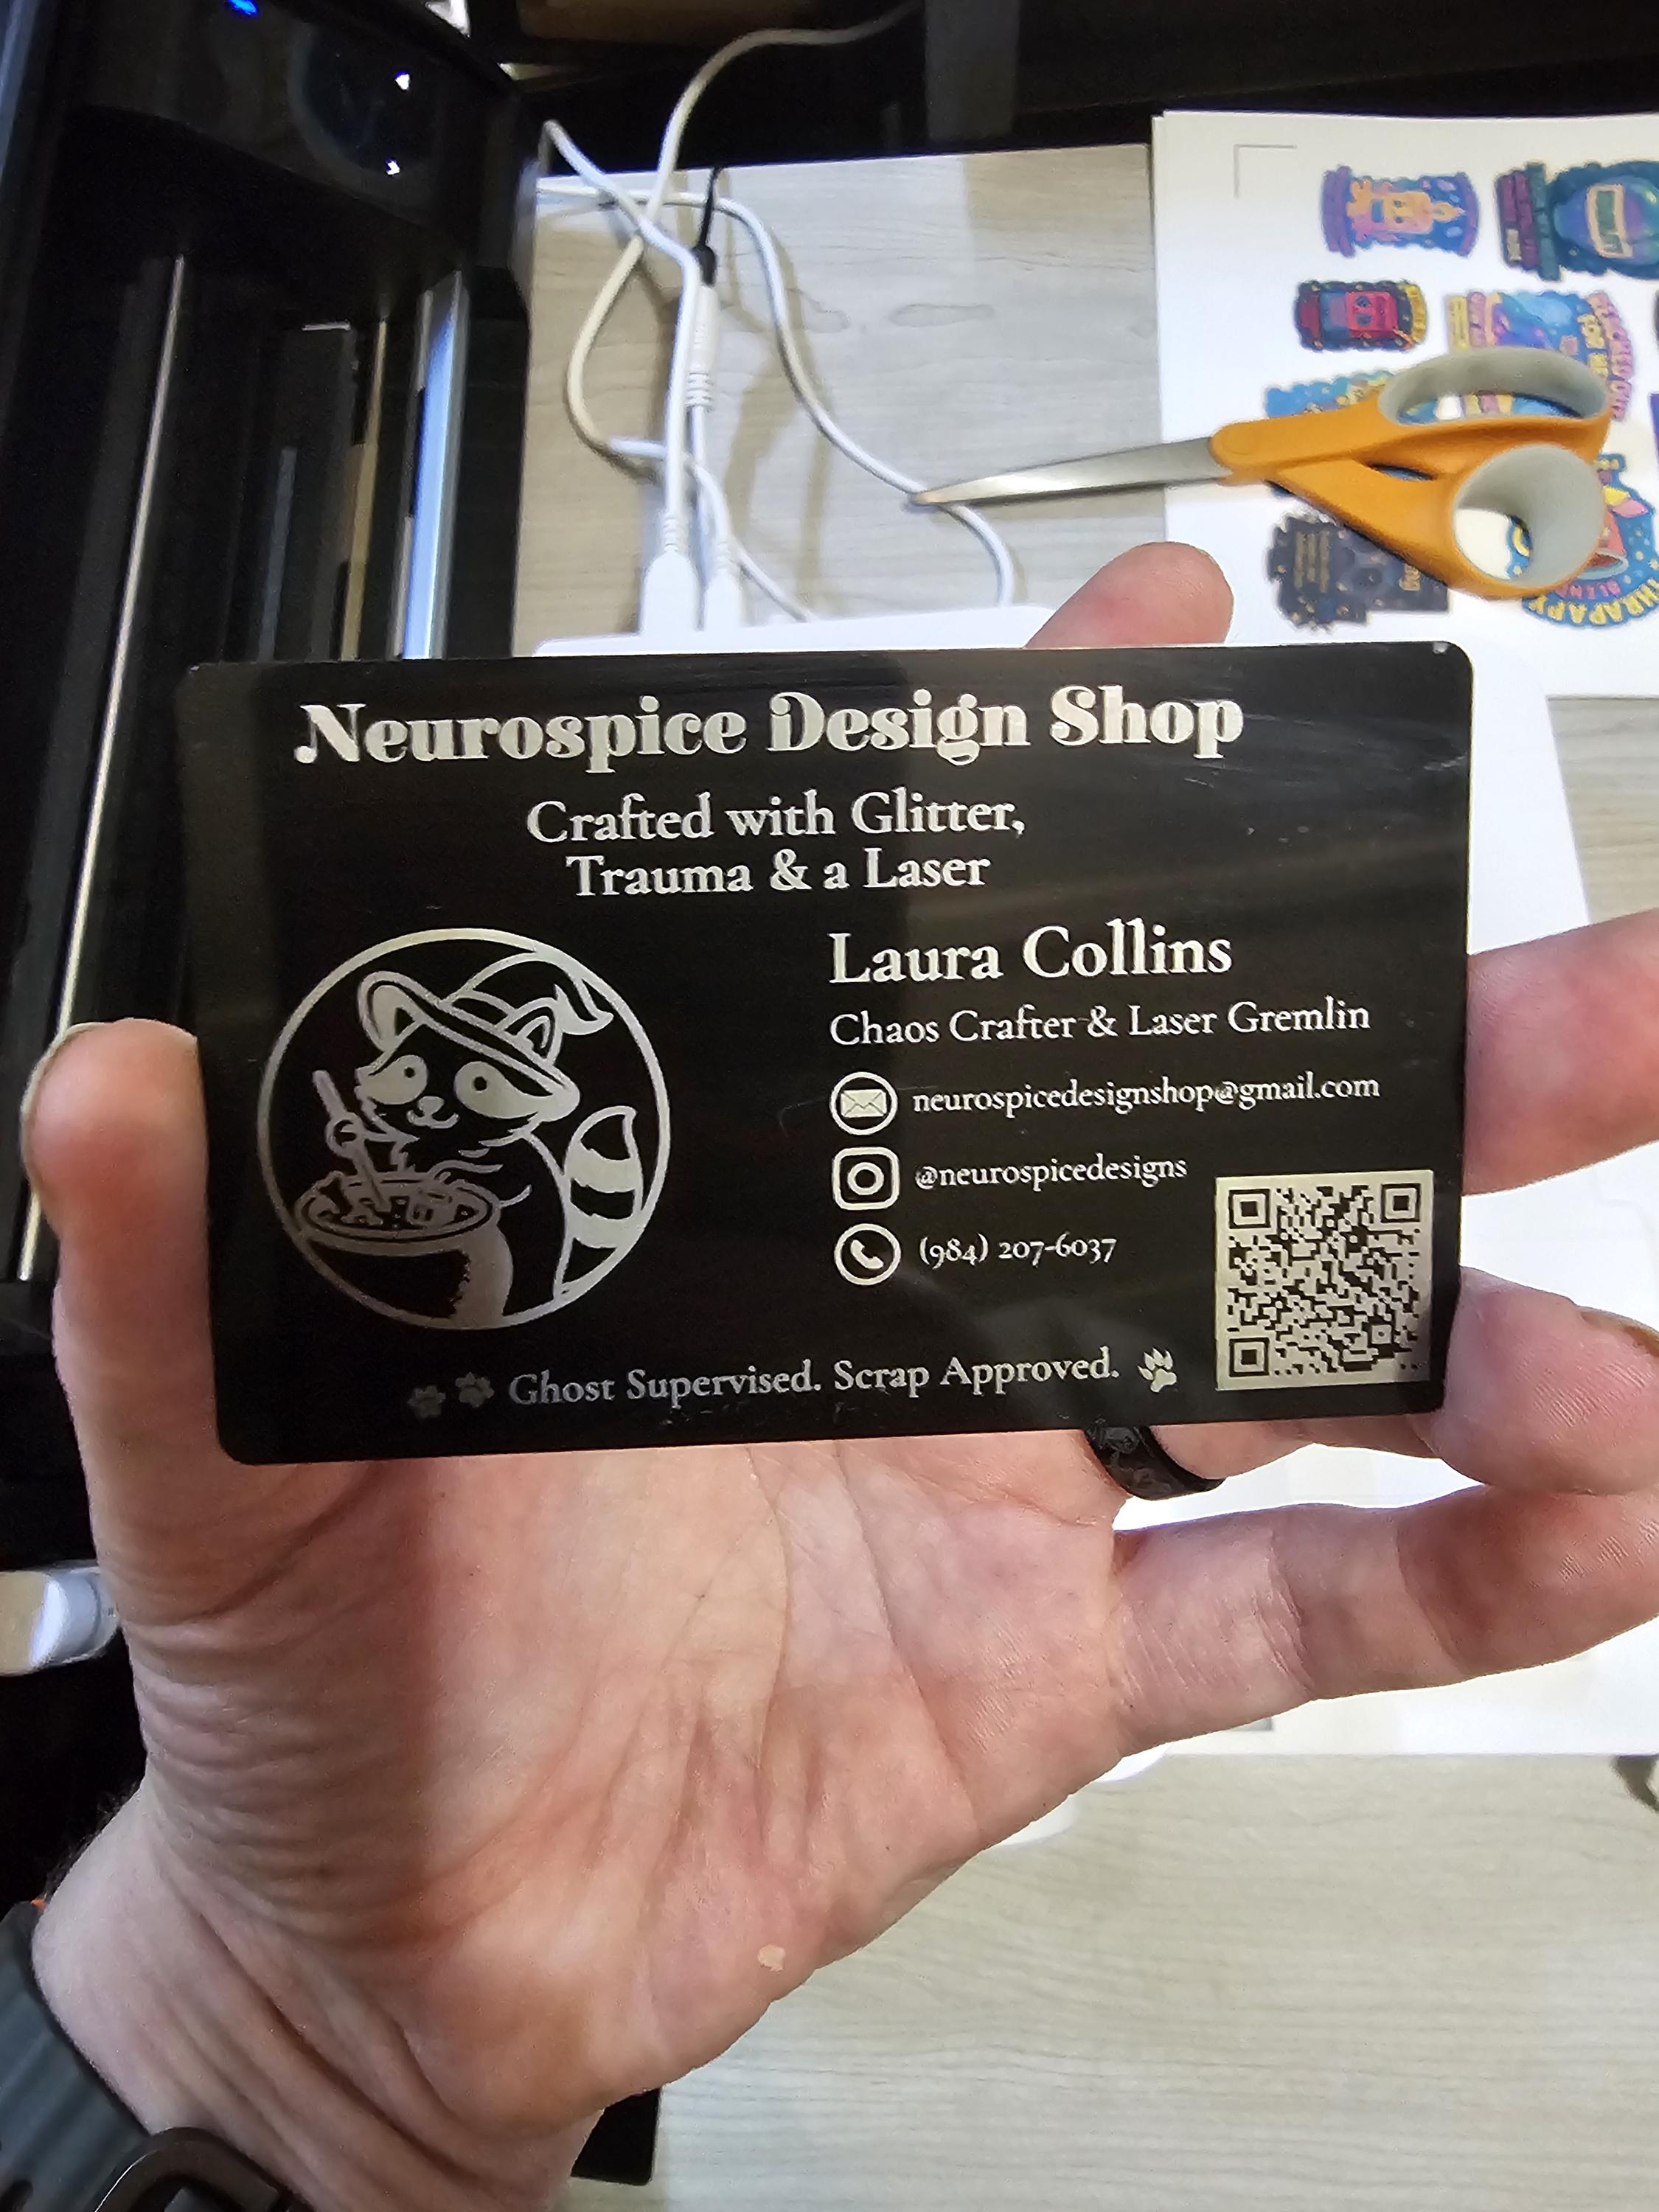 Neurospice Design Shop
Crafted with Glitter,
Trauma & a Laser
Laura Collins
Chaos Crafter & Laser Gremlin
neurospicedesignshop@gmail.com
@neurospicedesigns
(984) 207-6037
Ghost Supervised. Scrap Approved.